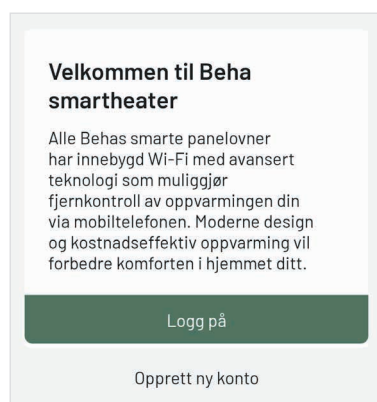 Velkommen til Beha
smartheater
Alle Behas smarte panelovner
har innebygd Wi-Fi med avansert
teknologi som muliggjør
fjernkontroll av oppvarmingen din
via mobiltelefonen. Moderne design
og kostnadseffektiv oppvarming vil
forbedre komforten i hjemmet ditt.
Logg på
Opprett ny konto